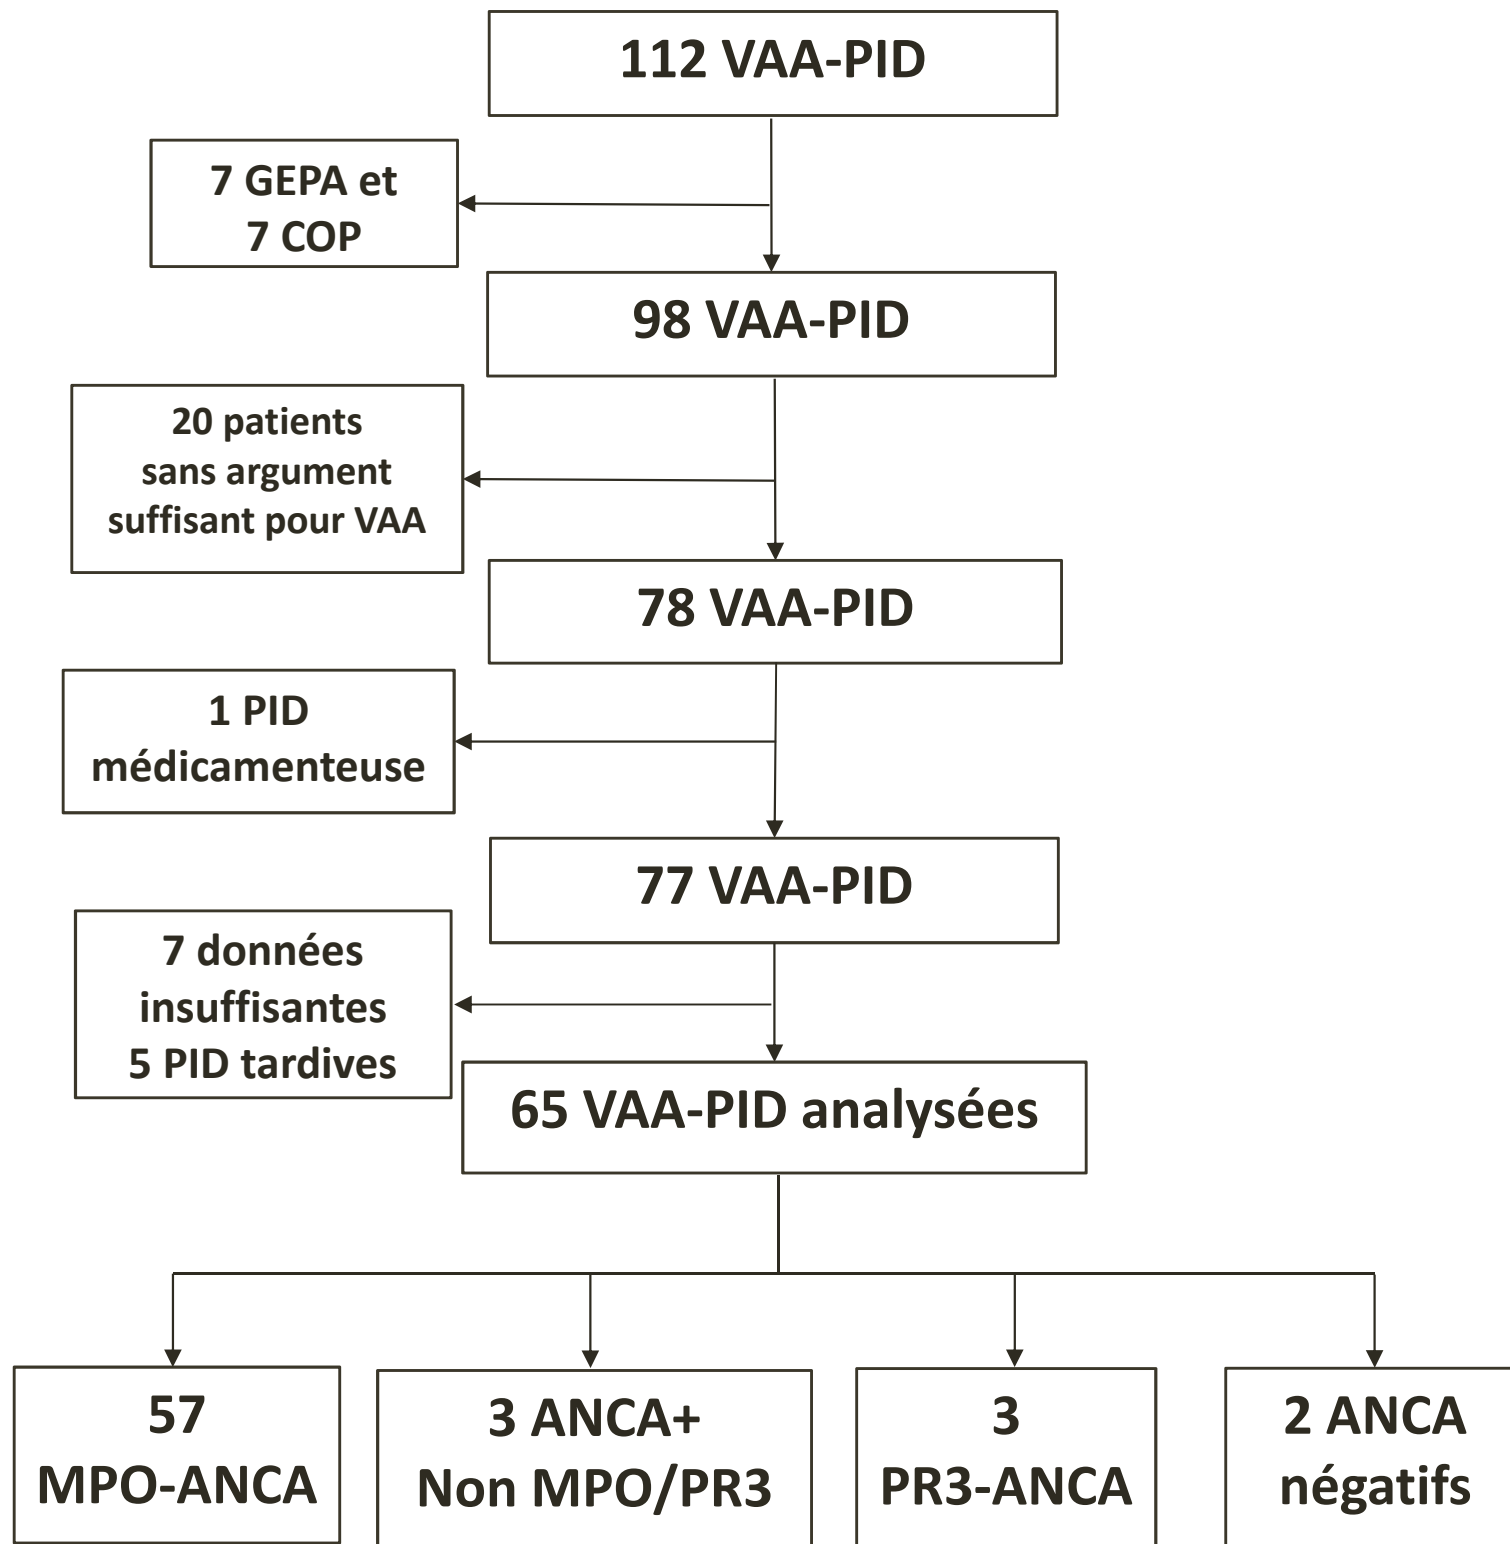 112 VAA-PID
7 GEPA et
7 COP
98 VAA-PID
20 patients
sans argument
suffisant pour VAA
78 VAA-PID
1 PID
médicamenteuse
77 VAA-PID
7 données
insuffisantes
5 PID tardives
65 VAA-PID analysées
57
MPO-ANCA
3 ANCA+
Non MPO/PR3
3
PR3-ANCA
2 ANCA
négatifs